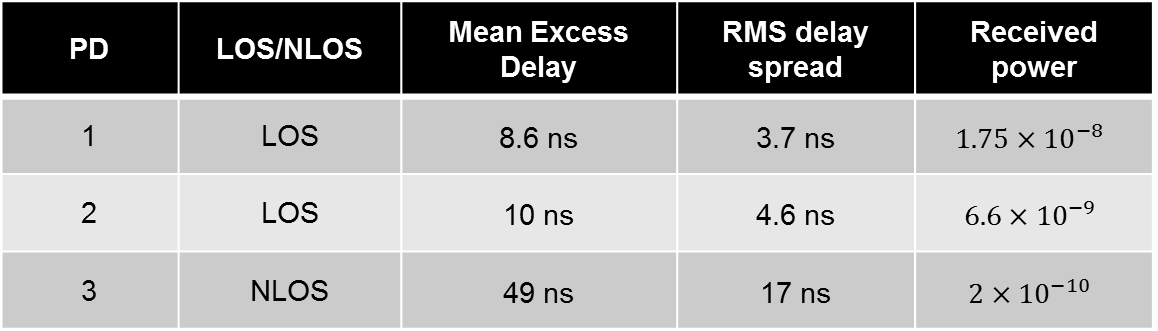 PD LOS/NLOS Mean Excess Delay RMS delay spread Received power
1 LOS 8.6 ns 3.7 ns 1.75 × 10⁻⁸
2 LOS 10 ns 4.6 ns 6.6 × 10⁻⁹
3 NLOS 49 ns 17 ns 2 × 10⁻¹⁰